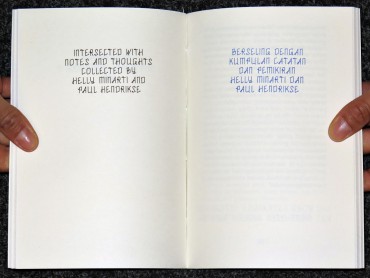 INTERSECTED WITH
NOTES AND THOUGHTS
COLLECTED BY
HELLY MINARTI AND
PAUL HENDRIKSE
BERSELING DENGAN
KUMPULAN CATATAN
DAN PEMIKIRAN
HELLY MINARTI DAN
PAUL HENDRIKSE